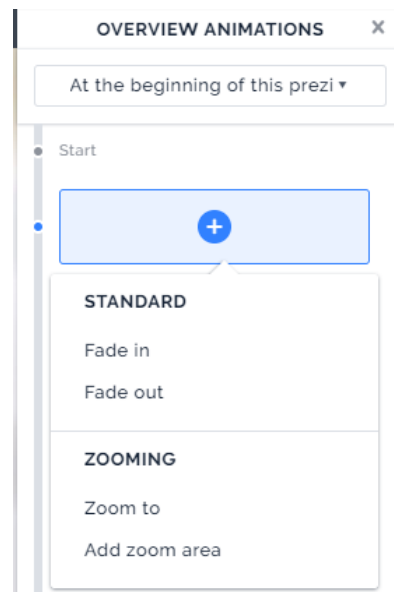 OVERVIEW ANIMATIONS
At the beginning of this prezi
Start
STANDARD
Fade in
Fade out
ZOOMING
Zoom to
Add zoom area